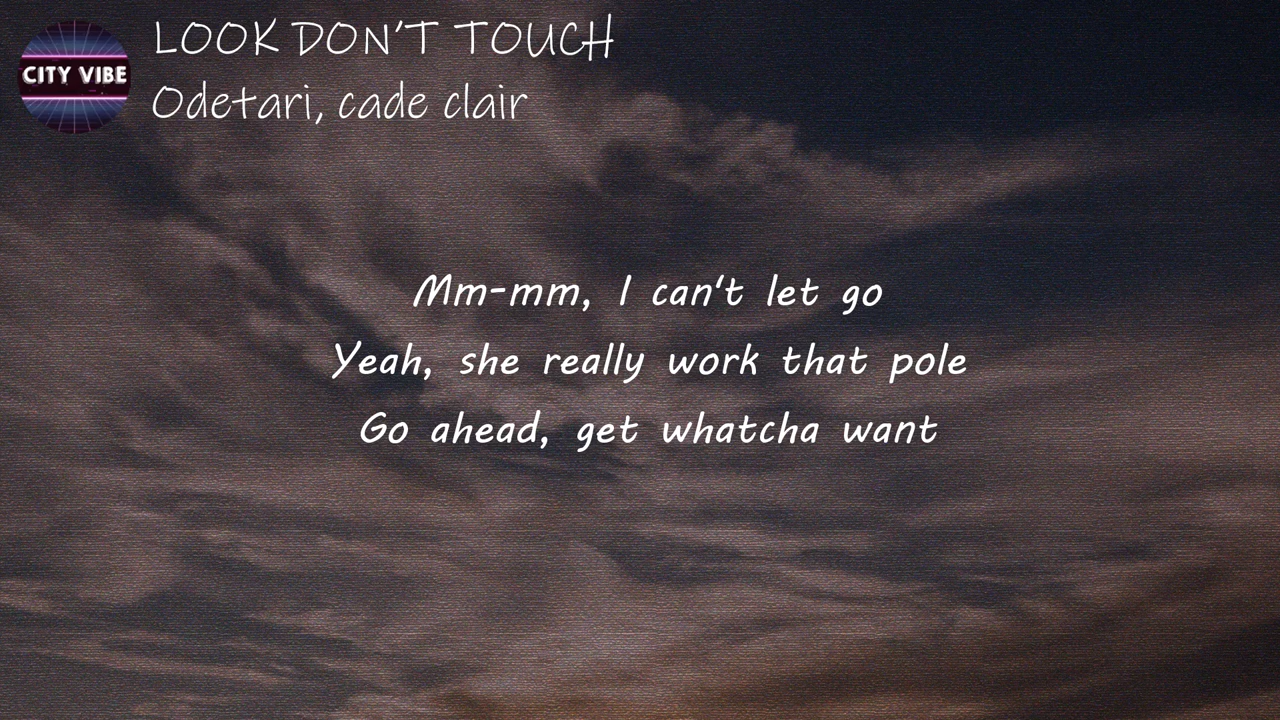 CITY VIBE
LOOK DON'T TOUCH
Odetari, cade clair
Mm-mm, I can't let go
Yeah, she really work that pole
Go ahead, get whatcha want